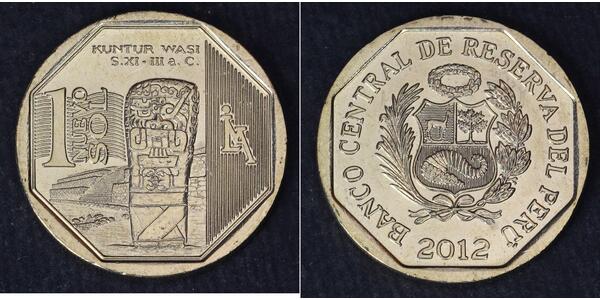 KUNTUR WASI
S.XI - III a. C.
1
NUEVO
SOL
BANCO CENTRAL DE RESERVA DEL PERÚ
2012